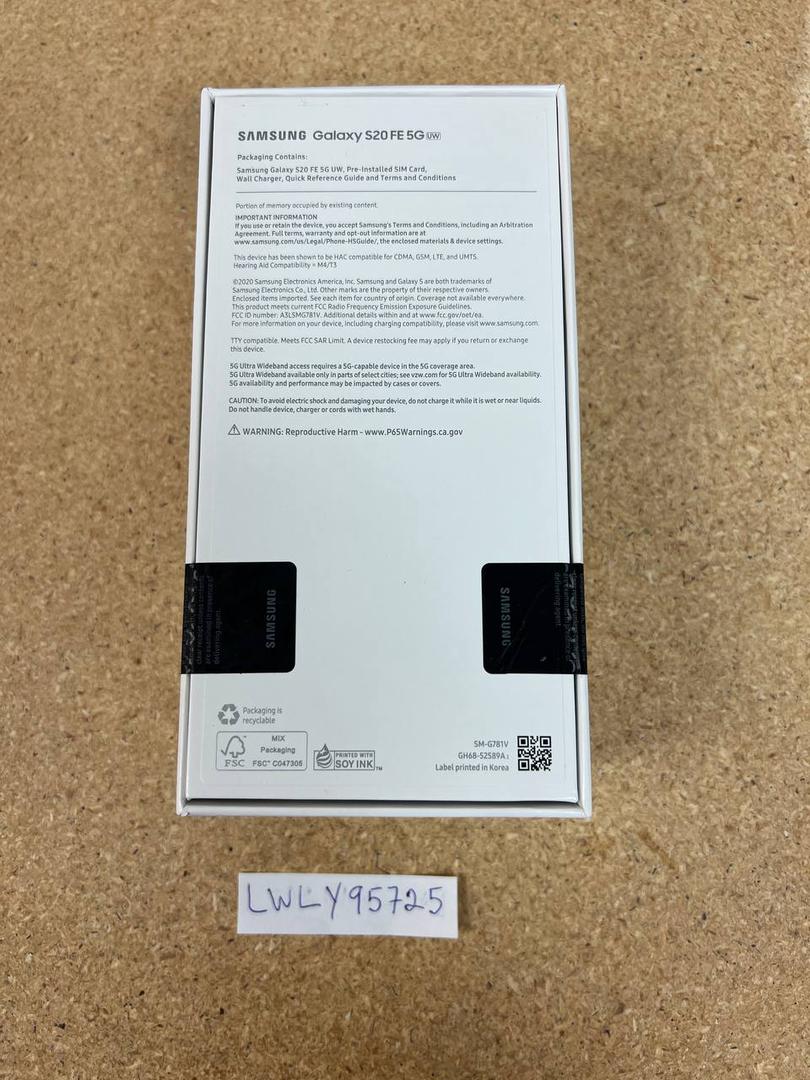 SAMSUNG Galaxy S20 FE 5G UW
Packaging Contains:
Samsung Galaxy S20 FE 5G UW, Pre-Installed SIM Card,
Wall Charger, Quick Reference Guide and Terms and Conditions
Portion of memory occupied by existing content.
IMPORTANT INFORMATION
If you use or retain the device, you accept Samsung's Terms and Conditions, including an Arbitration
Agreement. Full terms, warranty and opt-out information are at
www.samsung.com/us/Legal/Phone-HSGuide/, the enclosed materials & device settings.
This device has been shown to be HAC compatible for CDMA, GSM, LTE, and UMTS.
Hearing Aid Compatibility = M4/T3
©2020 Samsung Electronics America, Inc. Samsung and Galaxy S are both trademarks of
Samsung Electronics Co., Ltd. Other marks are the property of their respective owners.
Enclosed items imported. See each item for country of origin. Coverage not available everywhere.
This product meets current FCC Radio Frequency Emission Exposure Guidelines.
FCC ID number: A3LSMG781V. Additional details within and at www.fcc.gov/oet/ea.
For more information on your device, including charging compatibility, please visit www.samsung.com.
TTY compatible. Meets FCC SAR Limit. A device restocking fee may apply if you return or exchange
this device.
5G Ultra Wideband access requires a 5G-capable device in the 5G coverage area.
5G Ultra Wideband available only in parts of select cities; see vzw.com for 5G Ultra Wideband availability.
5G availability and performance may be impacted by cases or covers.
CAUTION: To avoid electric shock and damaging your device, do not charge it while it is wet or near liquids.
Do not handle device, charger or cords with wet hands.
⚠ WARNING: Reproductive Harm - www.P65Warnings.ca.gov
are examined in presence of
delivering agent.
SAMSUNG
SAMSUNG
delivering agent
Packaging is
recyclable
FSC
MIX
Packaging
FSC™ C047305
PRINTED WITH
SOY INK™
SM-G781V
GH68-52589A
Label printed in Korea
LWLY95725